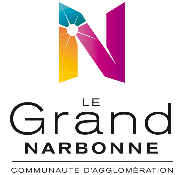 N
LE
Grand
NARBONNE
COMMUNAUTÉ D'AGGLOMÉRATION